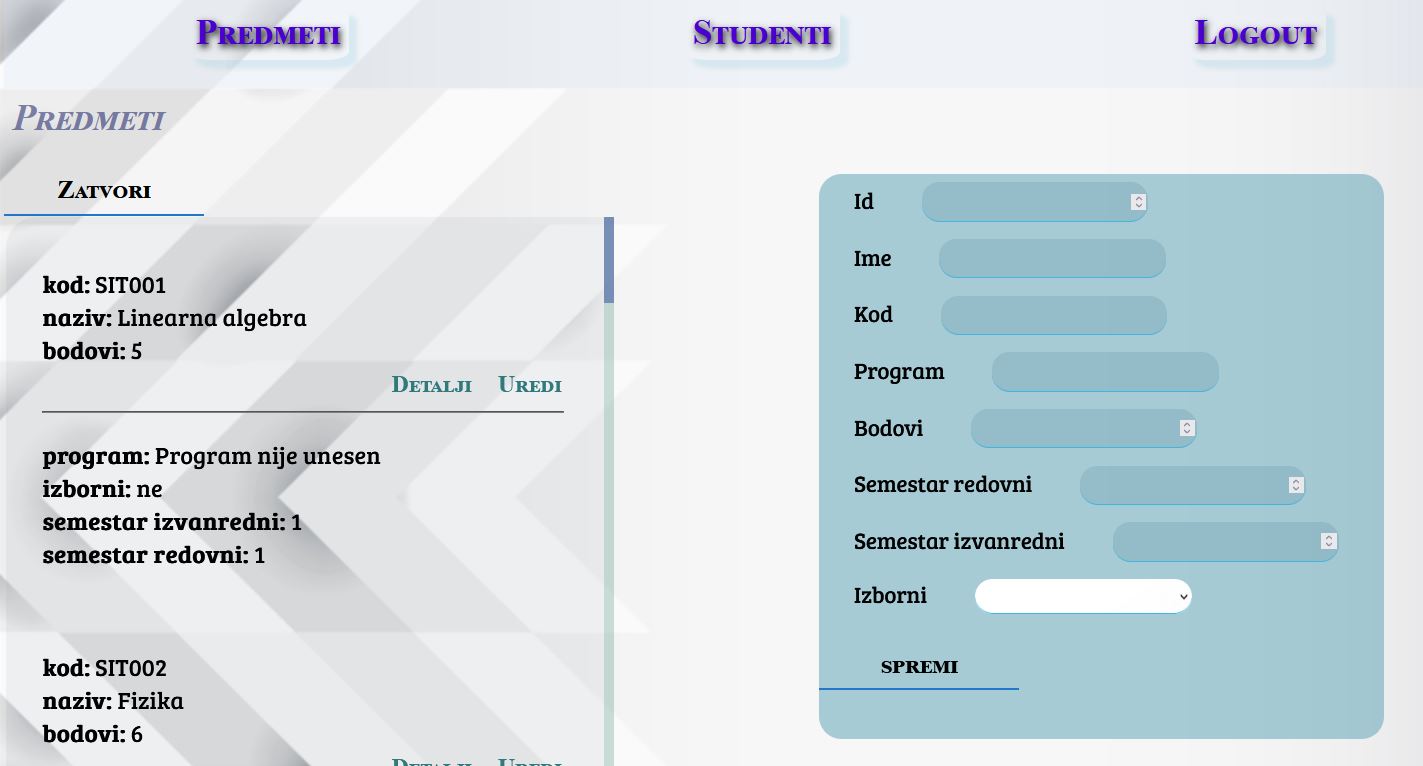 Predmeti
Studenti
Logout
Predmeti
Zatvori
kod: SIT001
naziv: Linearna algebra
bodovi: 5
Detalji Uredi
program: Program nije unesen
izborni: ne
semestar izvanredni: 1
semestar redovni: 1
kod: SIT002
naziv: Fizika
bodovi: 6
Detalji Uredi
Id
Ime
Kod
Program
Bodovi
Semestar redovni
Semestar izvanredni
Izborni
spremi